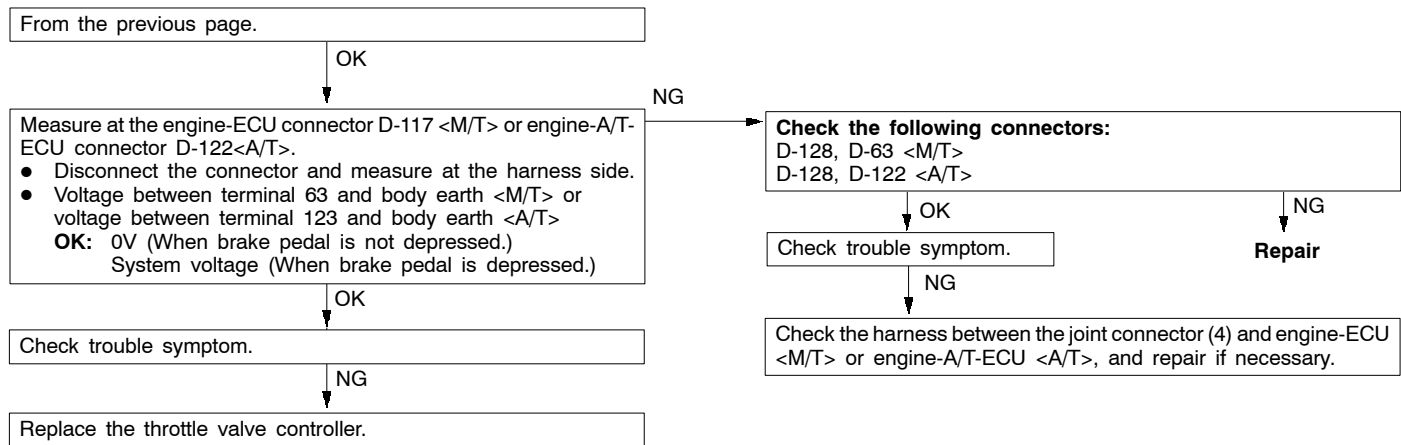 From the previous page.
OK
Measure at the engine-ECU connector D-117 <M/T> or engine-A/T-
ECU connector D-122<A/T>.
● Disconnect the connector and measure at the harness side.
● Voltage between terminal 63 and body earth <M/T> or
voltage between terminal 123 and body earth <A/T>
OK: 0V (When brake pedal is not depressed.)
System voltage (When brake pedal is depressed.)
NG
Check the following connectors:
D-128, D-63 <M/T>
D-128, D-122 <A/T>
OK
NG
Check trouble symptom.
Repair
NG
Check the harness between the joint connector (4) and engine-ECU
<M/T> or engine-A/T-ECU <A/T>, and repair if necessary.
OK
Check trouble symptom.
NG
Replace the throttle valve controller.